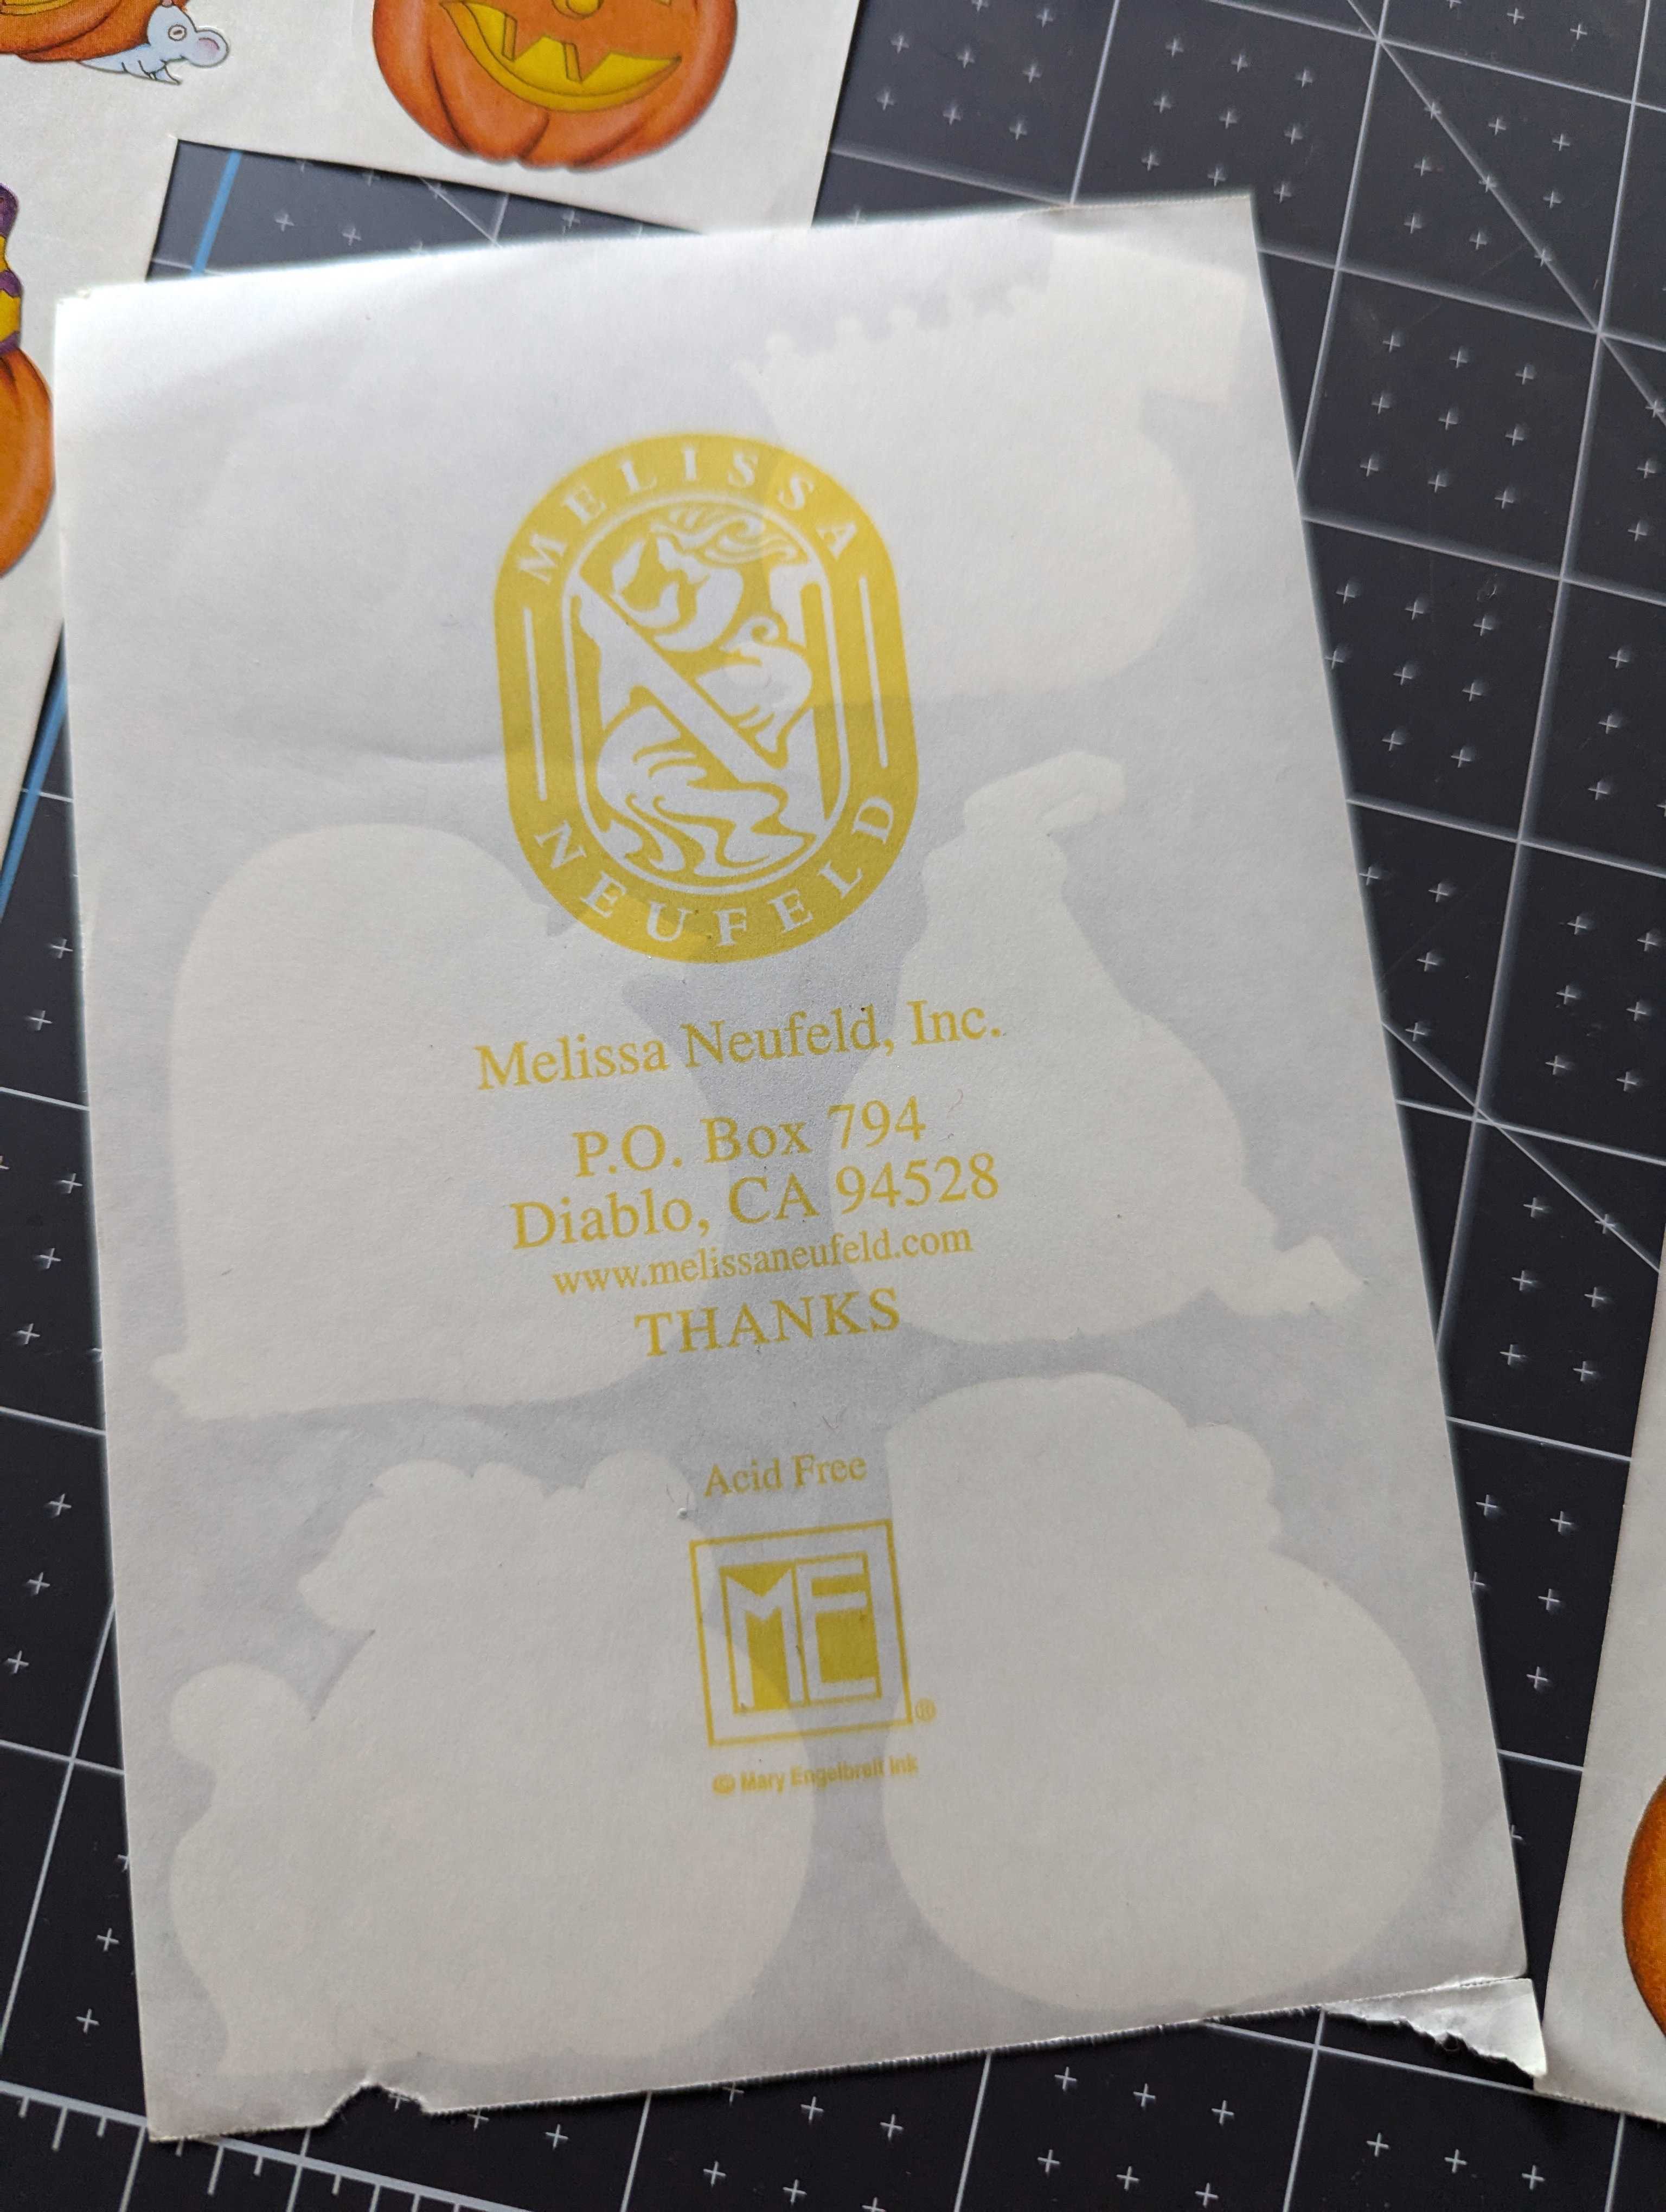 MELISSA
NEUFELD
Melissa Neufeld, Inc.
P.O. Box 794
Diablo, CA 94528
www.melissaneufeld.com
THANKS
Acid Free
ME
®
© Mary Engelbreit Ink